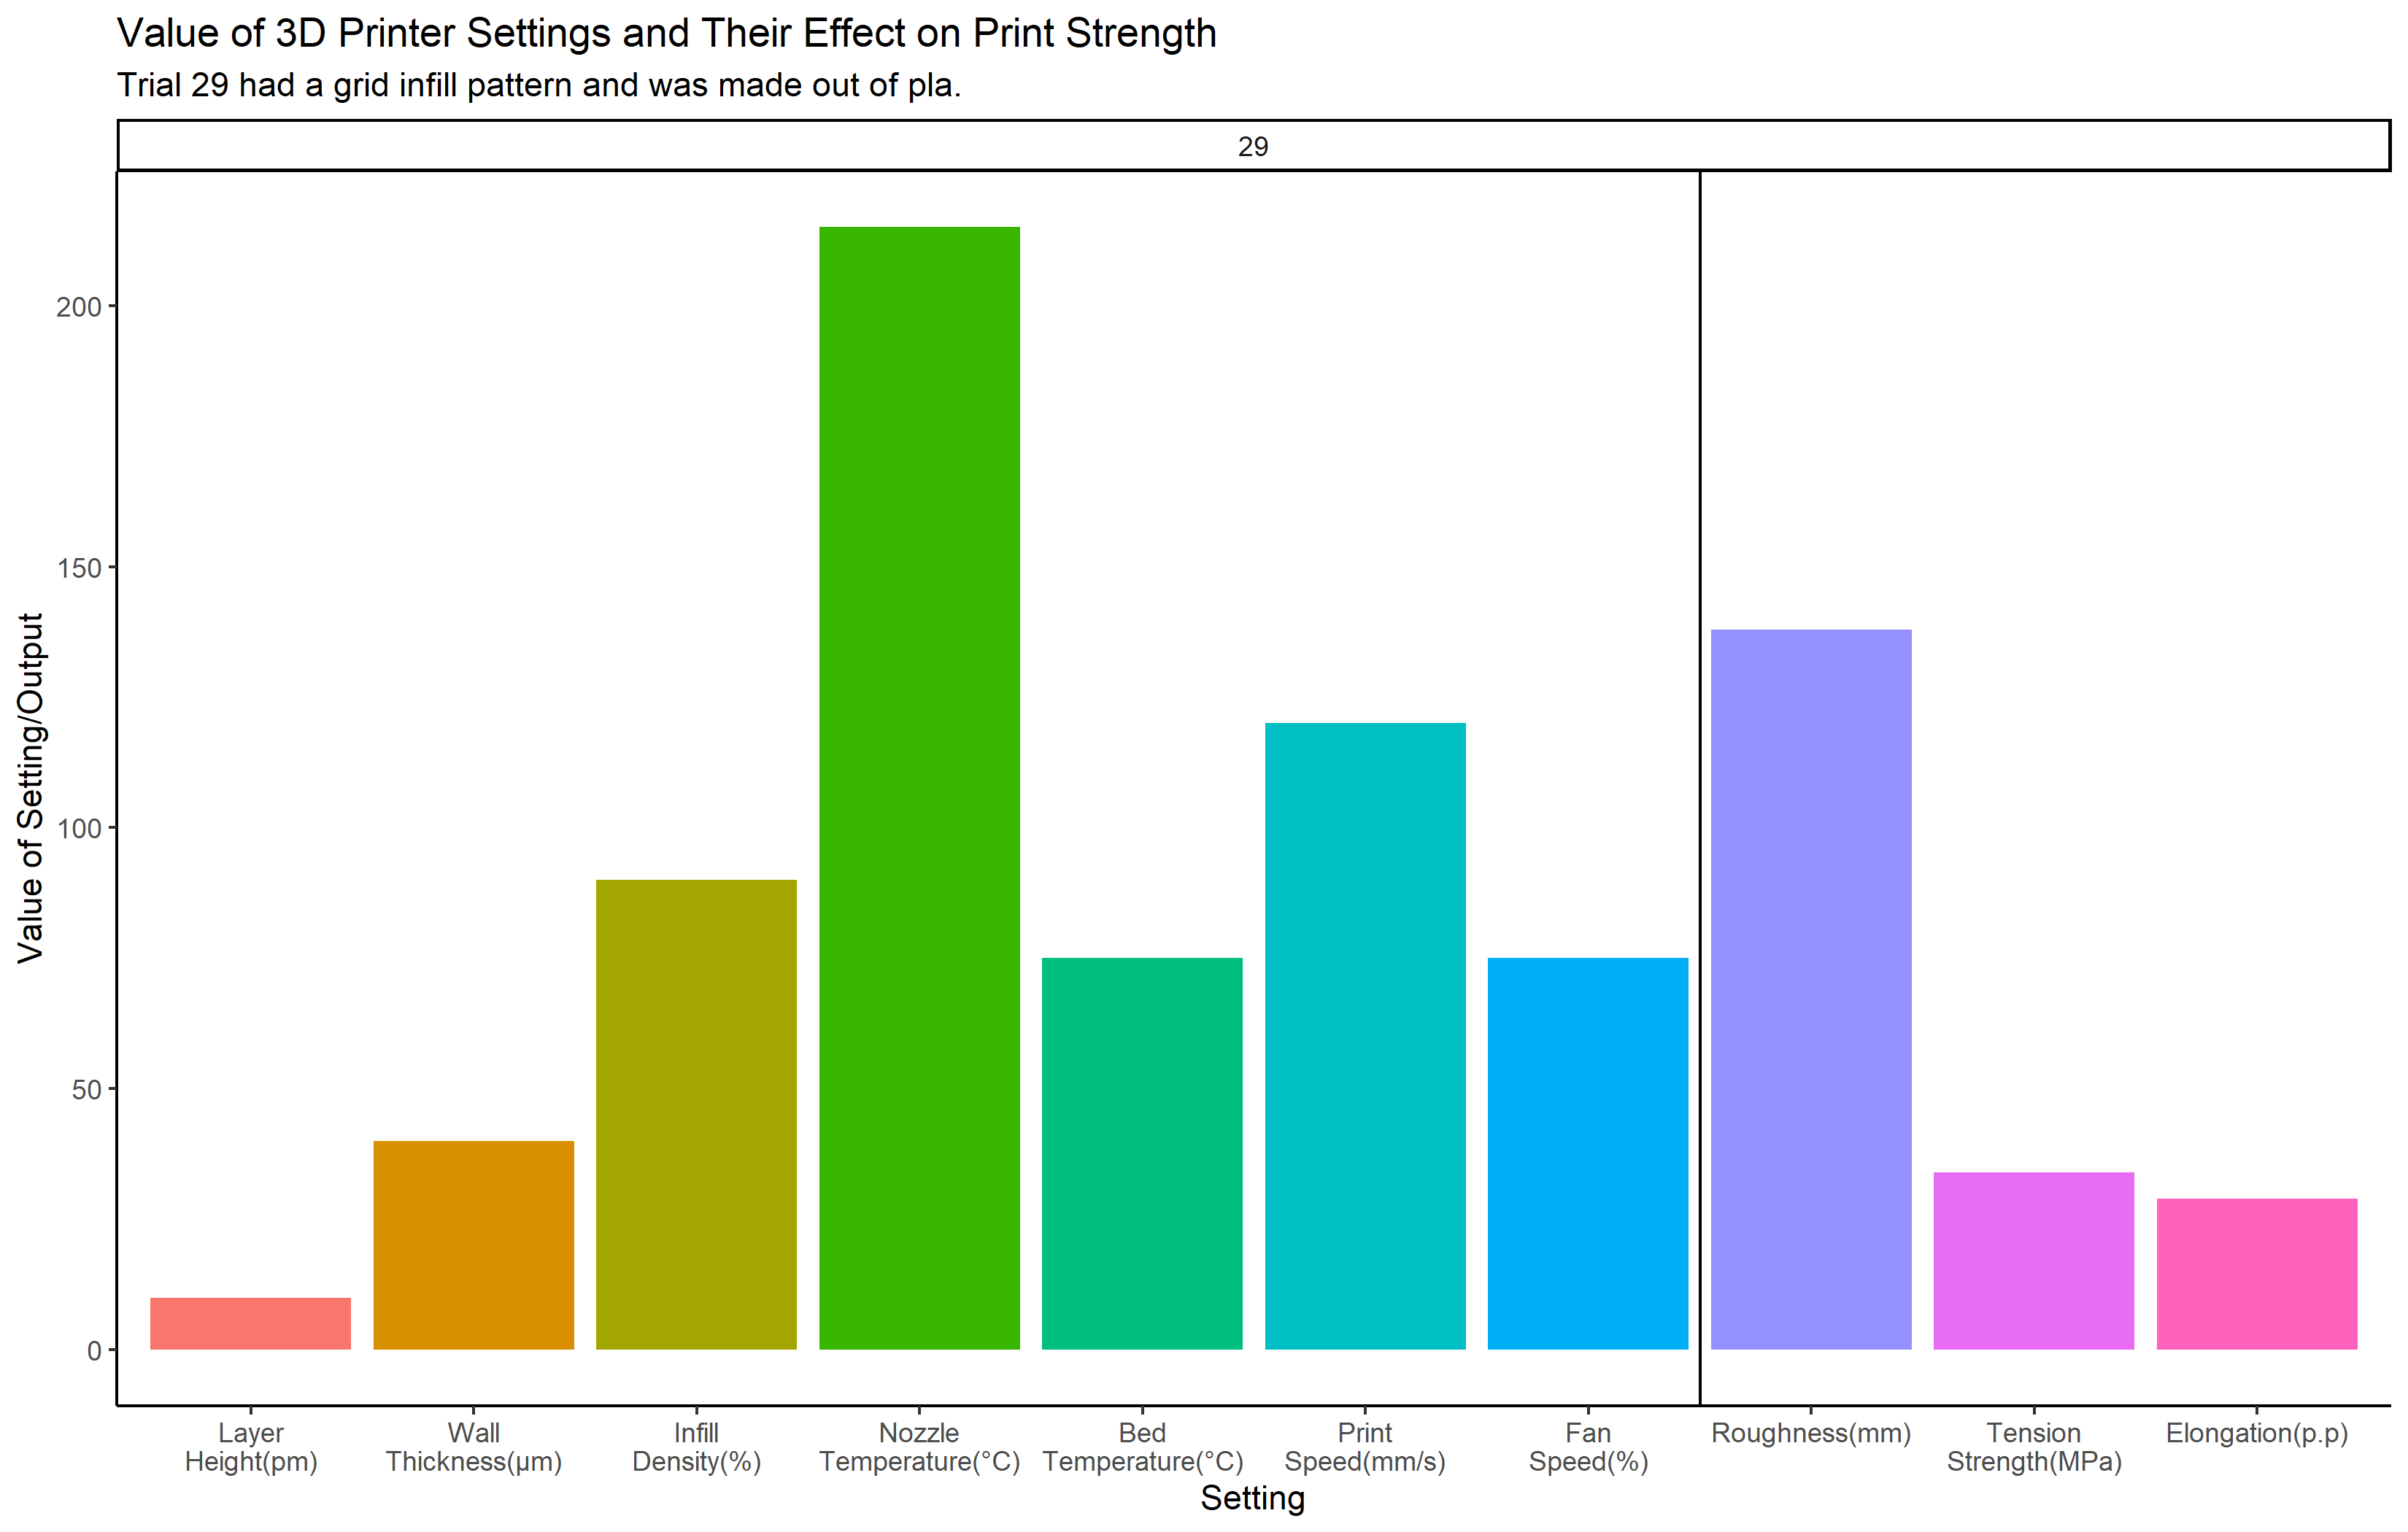 Value of 3D Printer Settings and Their Effect on Print Strength
Trial 29 had a grid infill pattern and was made out of pla.
29
Value of Setting/Output
200
150
100
50
0
Layer
Height(pm)
Wall
Thickness(µm)
Infill
Density(%)
Nozzle
Temperature(°C)
Bed
Temperature(°C)
Print
Speed(mm/s)
Fan
Speed(%)
Roughness(mm)
Tension
Strength(MPa)
Elongation(p.p)
Setting